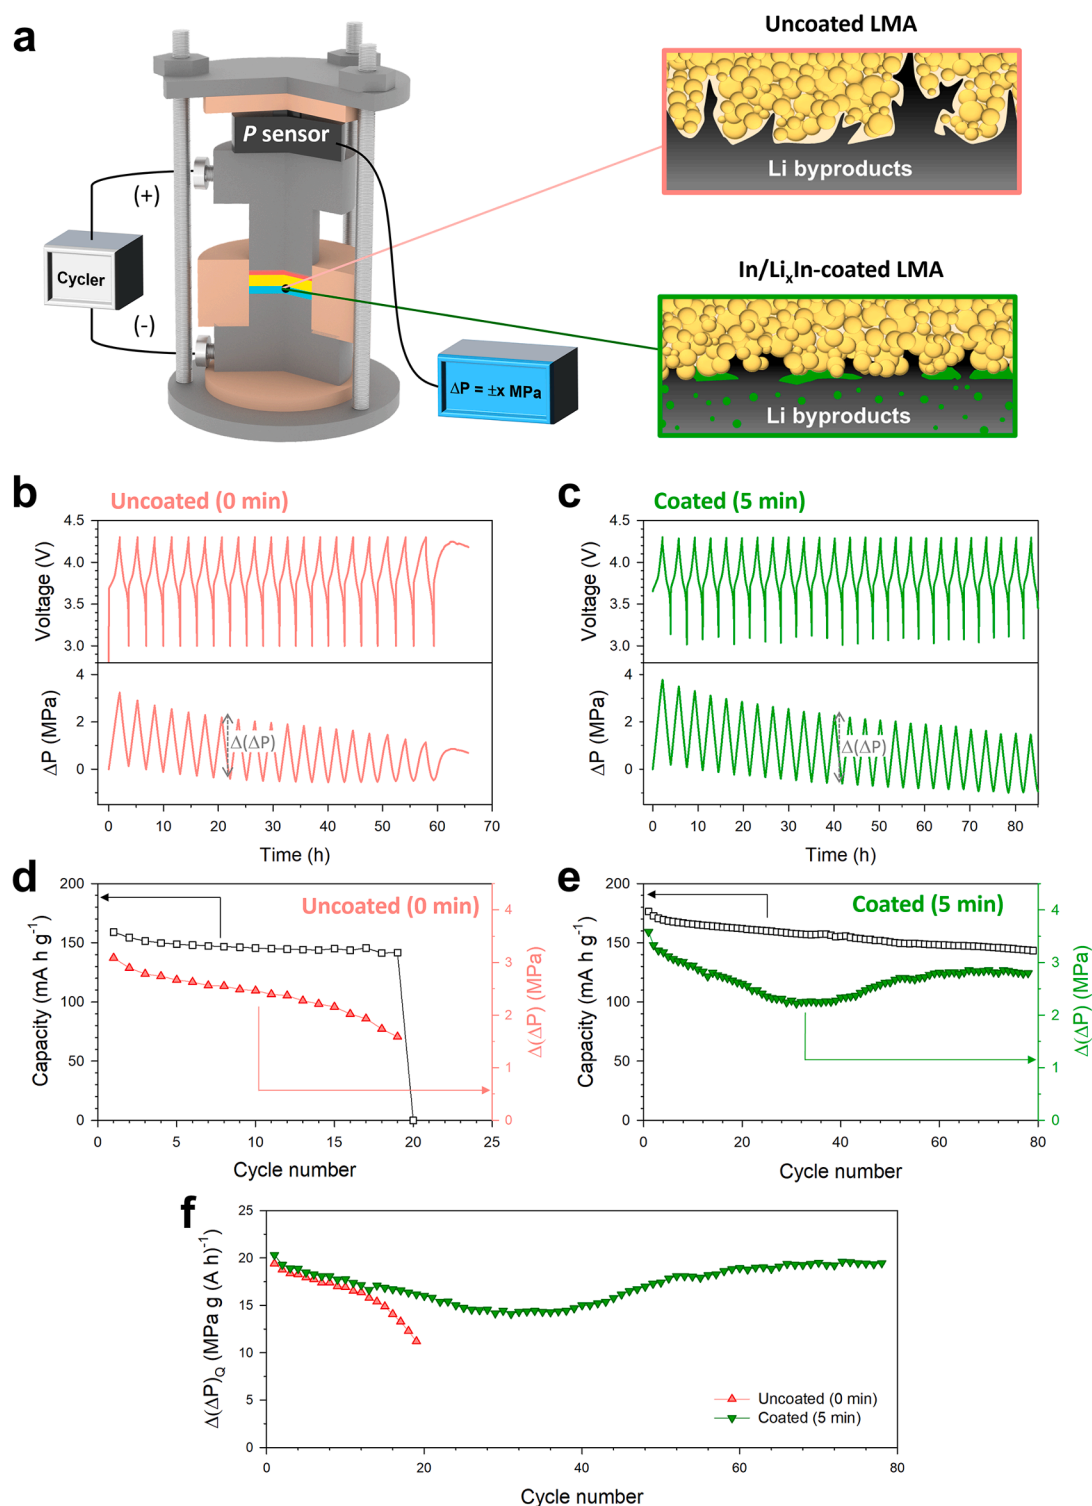 a
Uncoated LMA
P sensor
Li byproducts
(+)
Cycler
In/LiₓIn-coated LMA
(-)
ΔP = ±x MPa
Li byproducts
b
Uncoated (0 min)
4.5
4.0
3.5
3.0
Voltage (V)
4
2
0
ΔP (MPa)
Δ(ΔP)
0 10 20 30 40 50 60 70
Time (h)
c
Coated (5 min)
4.5
4.0
3.5
3.0
Voltage (V)
4
2
0
ΔP (MPa)
Δ(ΔP)
0 10 20 30 40 50 60 70 80
Time (h)
d
Uncoated (0 min)
200
150
100
50
0
Capacity (mA h g⁻¹)
4
3
2
1
0
Δ(ΔP) (MPa)
0 5 10 15 20 25
Cycle number
e
Coated (5 min)
200
150
100
50
0
Capacity (mA h g⁻¹)
4
3
2
1
0
Δ(ΔP) (MPa)
0 20 40 60 80
Cycle number
f
25
20
15
10
5
0
Δ(ΔP)Q (MPa g (A h)⁻¹)
Uncoated (0 min)
Coated (5 min)
0 20 40 60 80
Cycle number